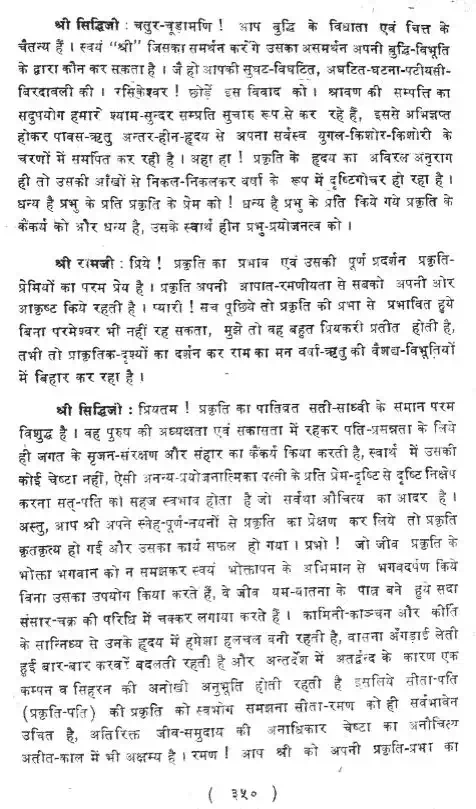 श्री सिद्धिजी : चतुर-चूडामणि ! आप बुद्धि के विधाता एवं चित्त के
चैतन्य हैं । स्वयं "श्री" जिसका समर्थन करेंगे उसका असमर्थन अपनी बुद्धि-विभूति
के द्वारा कौन कर सकता है । जै हो आपकी सुघट-विघटित, अघटित-घटना-पटीयसी-
विरदावली की । रसिकेश्वर ! छोड़ें इस विवाद को । श्रावण की सम्पत्ति का
सदुपयोग हमारे श्याम-सुन्दर सम्प्रति सुचारु रूप से कर रहे हैं, इससे अभिज्ञप्त
होकर पावस-ऋतु अन्तर-हीन-हृदय से अपना सर्वस्व युगल-किशोर-किशोरी के
चरणों में समर्पित कर रही है । अहा हा ! प्रकृति के हृदय का अविरल अनुराग
ही तो उसकी आँखों से निकल-निकलकर वर्षा के रूप में दृष्टिगोचर हो रहा है ।
धन्य है प्रभु के प्रति प्रकृति के प्रेम को ! धन्य है प्रभु के प्रति किये गये प्रकृति के
कैंकर्य को और धन्य है, उसके स्वार्थ हीन प्रभु-प्रयोजनत्व को ।
श्री रामजी : प्रिये ! प्रकृति का प्रभाव एवं उसकी पूर्ण प्रदर्शन प्रकृति-
प्रेमियों का परम प्रेय है । प्रकृति अपनी आपात-रमणीयता से सबको अपनी ओर
आकृष्ट किये रहती है । प्यारी ! सच पूछिये तो प्रकृति की प्रभा से प्रभावित हुये
बिना परमेश्वर भी नहीं रह सकता, मुझे तो वह बहुत प्रियकरी प्रतीत होती है,
तभी तो प्राकृतिक-दृश्यों का दर्शन कर राम का मन वर्षा-ऋतु की वैशद्य-विभूतियों
में बिहार कर रहा है ।
श्री सिद्धिजी : प्रियतम ! प्रकृति का पातिव्रत सती-साध्वी के समान परम
विशुद्ध है । वह पुरुष की अध्यक्षता एवं सकासता में रहकर पति-प्रसन्नता के लिये
ही जगत के सृजन-संरक्षण और संहार का कैंकर्य किया करती है, स्वार्थ में उसकी
कोई चेष्टा नहीं, ऐसी अनन्य-प्रयोजनात्मिका पत्नी के प्रति प्रेम-दृष्टि से दृष्टि निक्षेप
करना सत्-पति का सहज स्वभाव होता है जो सर्वथा औचित्य का आदर है ।
अस्तु, आप श्री अपने स्नेह-पूर्ण-नयनों से प्रकृति का प्रेक्षण कर लिये तो प्रकृति
कृतकृत्य हो गई और उसका कार्य सफल हो गया । प्रभो ! जो जीव प्रकृति के
भोक्ता भगवान को न समझकर स्वयं भोक्तापन के अभिमान से भगवदर्पण किये
बिना उसका उपयोग किया करते हैं, वे जीव यम-यातना के पात्र बने हुये सदा
संसार-चक्र की परिधि में चक्कर लगाया करते हैं । कामिनी-काञ्चन और कीर्ति
के सान्निध्य से उनके हृदय में हमेशा हलचल बनी रहती है, वासना अँगड़ाई लेती
हुई बार-बार करवटें बदलती रहती है और अन्तर्देश में अतर्द्वन्द के कारण एक
कम्पन व सिहरन की अनोखी अनुभूति होती रहती है इसलिये सीता-पति
(प्रकृति-पति) की प्रकृति को स्वभोग समझना सीता-रमण को ही सर्वभावेन
उचित है, अतिरिक्त जीव-समुदाय की अनाधिकार चेष्टा का अनौचित्य
अतीत-काल में भी अक्षम्य है । रमण ! आप श्री को अपनी प्रकृति-प्रभा का
( ३५० )